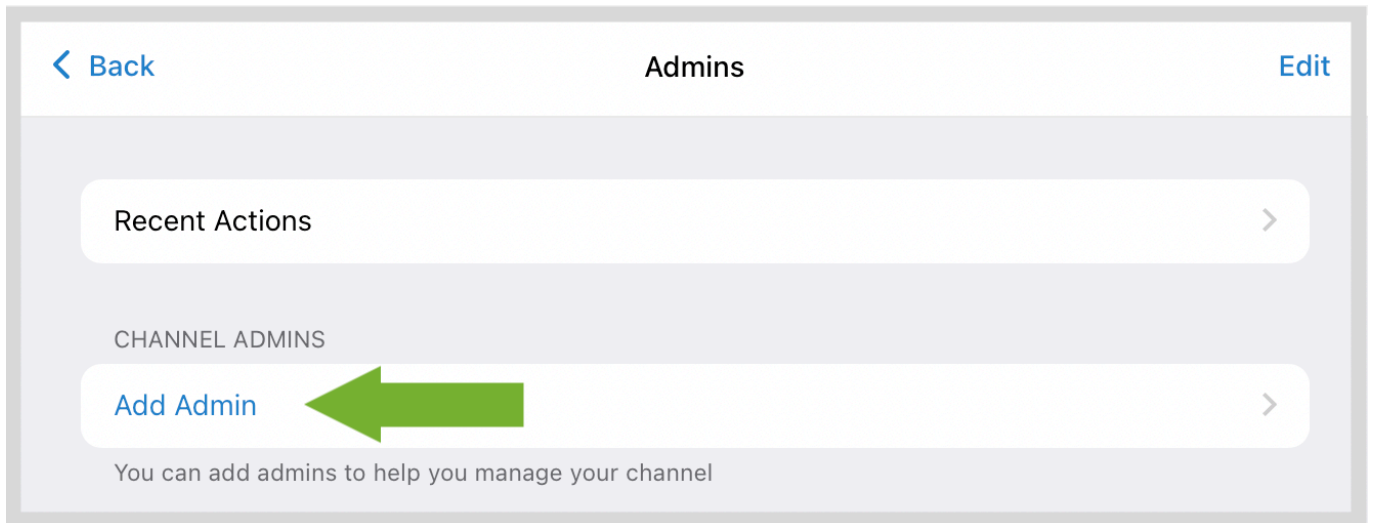 Back
Admins
Edit
Recent Actions
CHANNEL ADMINS
Add Admin
You can add admins to help you manage your channel